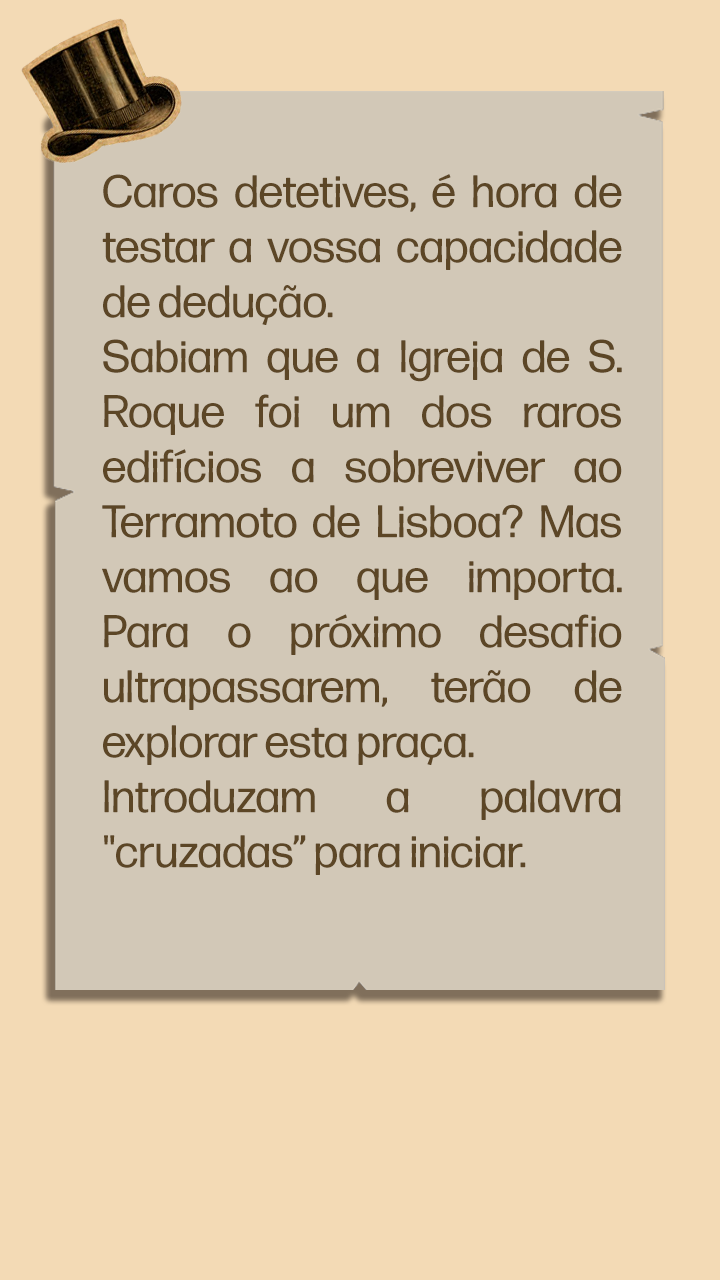 Caros detetives, é hora de
testar a vossa capacidade
de dedução.
Sabiam que a Igreja de S.
Roque foi um dos raros
edifícios a sobreviver ao
Terramoto de Lisboa? Mas
vamos ao que importa.
Para o próximo desafio
ultrapassarem, terão de
explorar esta praça.
Introduzam a palavra
"cruzadas” para iniciar.